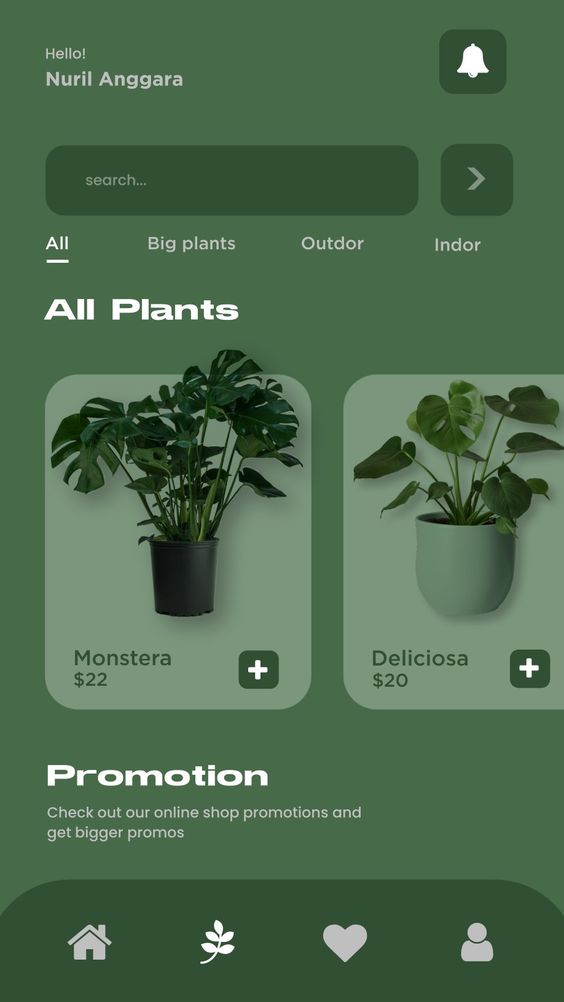 Hello!
Nuril Anggara
search...
All Big plants Outdor Indor
All Plants
Monstera
$22
Deliciosa
$20
Promotion
Check out our online shop promotions and
get bigger promos